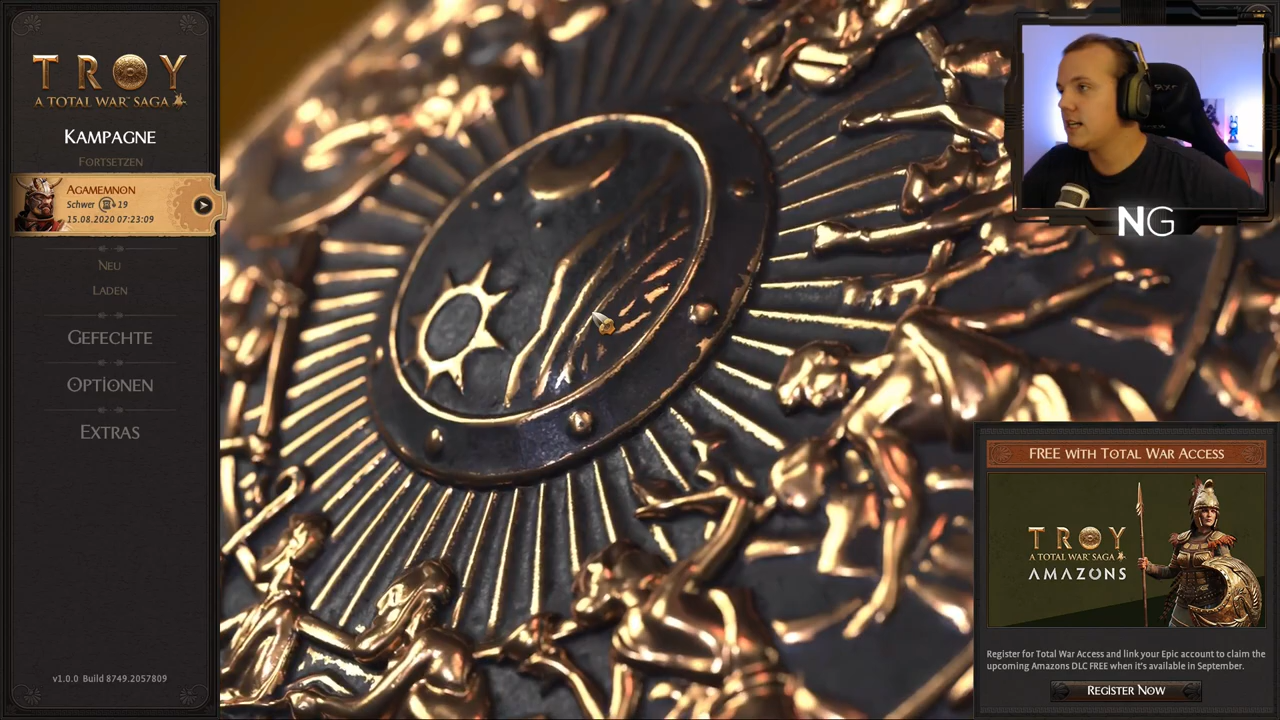 TROY
A TOTAL WAR SAGA
KAMPAGNE
FORTSETZEN
AGAMEMNON
Schwer 19
15.08.2020 07:23:09
NEU
LADEN
GEFECHTE
OPTIONEN
EXTRAS
v1.0.0 Build 8749.2057809
NG
FREE WITH TOTAL WAR ACCESS
TROY
A TOTAL WAR SAGA
AMAZONS
Register for Total War Access and link your Epic account to claim the
upcoming Amazons DLC FREE when it's available in September.
REGISTER NOW